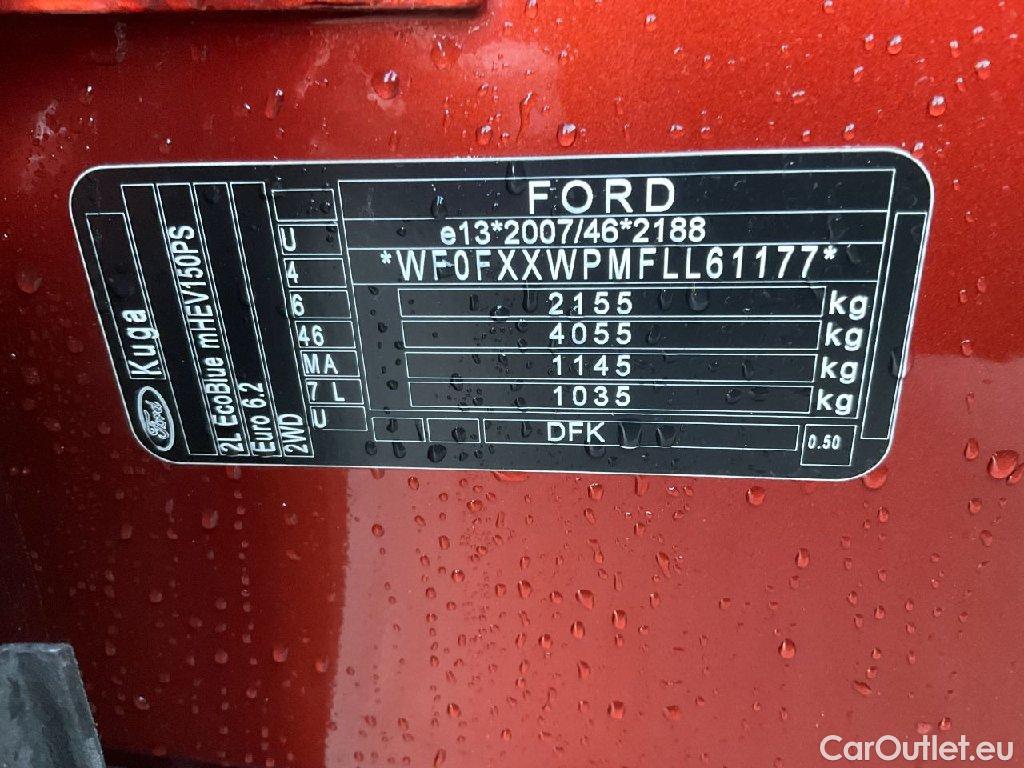 FORD
e13*2007/46*2188
*WF0FXXWPMFLL61177*
2155 kg
4055 kg
1145 kg
1035 kg
DFK
0.50
U
4
6
46
MA
7 L
U
Ford Kuga
2L EcoBlue mHEV150PS
Euro 6.2
2WD
CarOutlet.eu